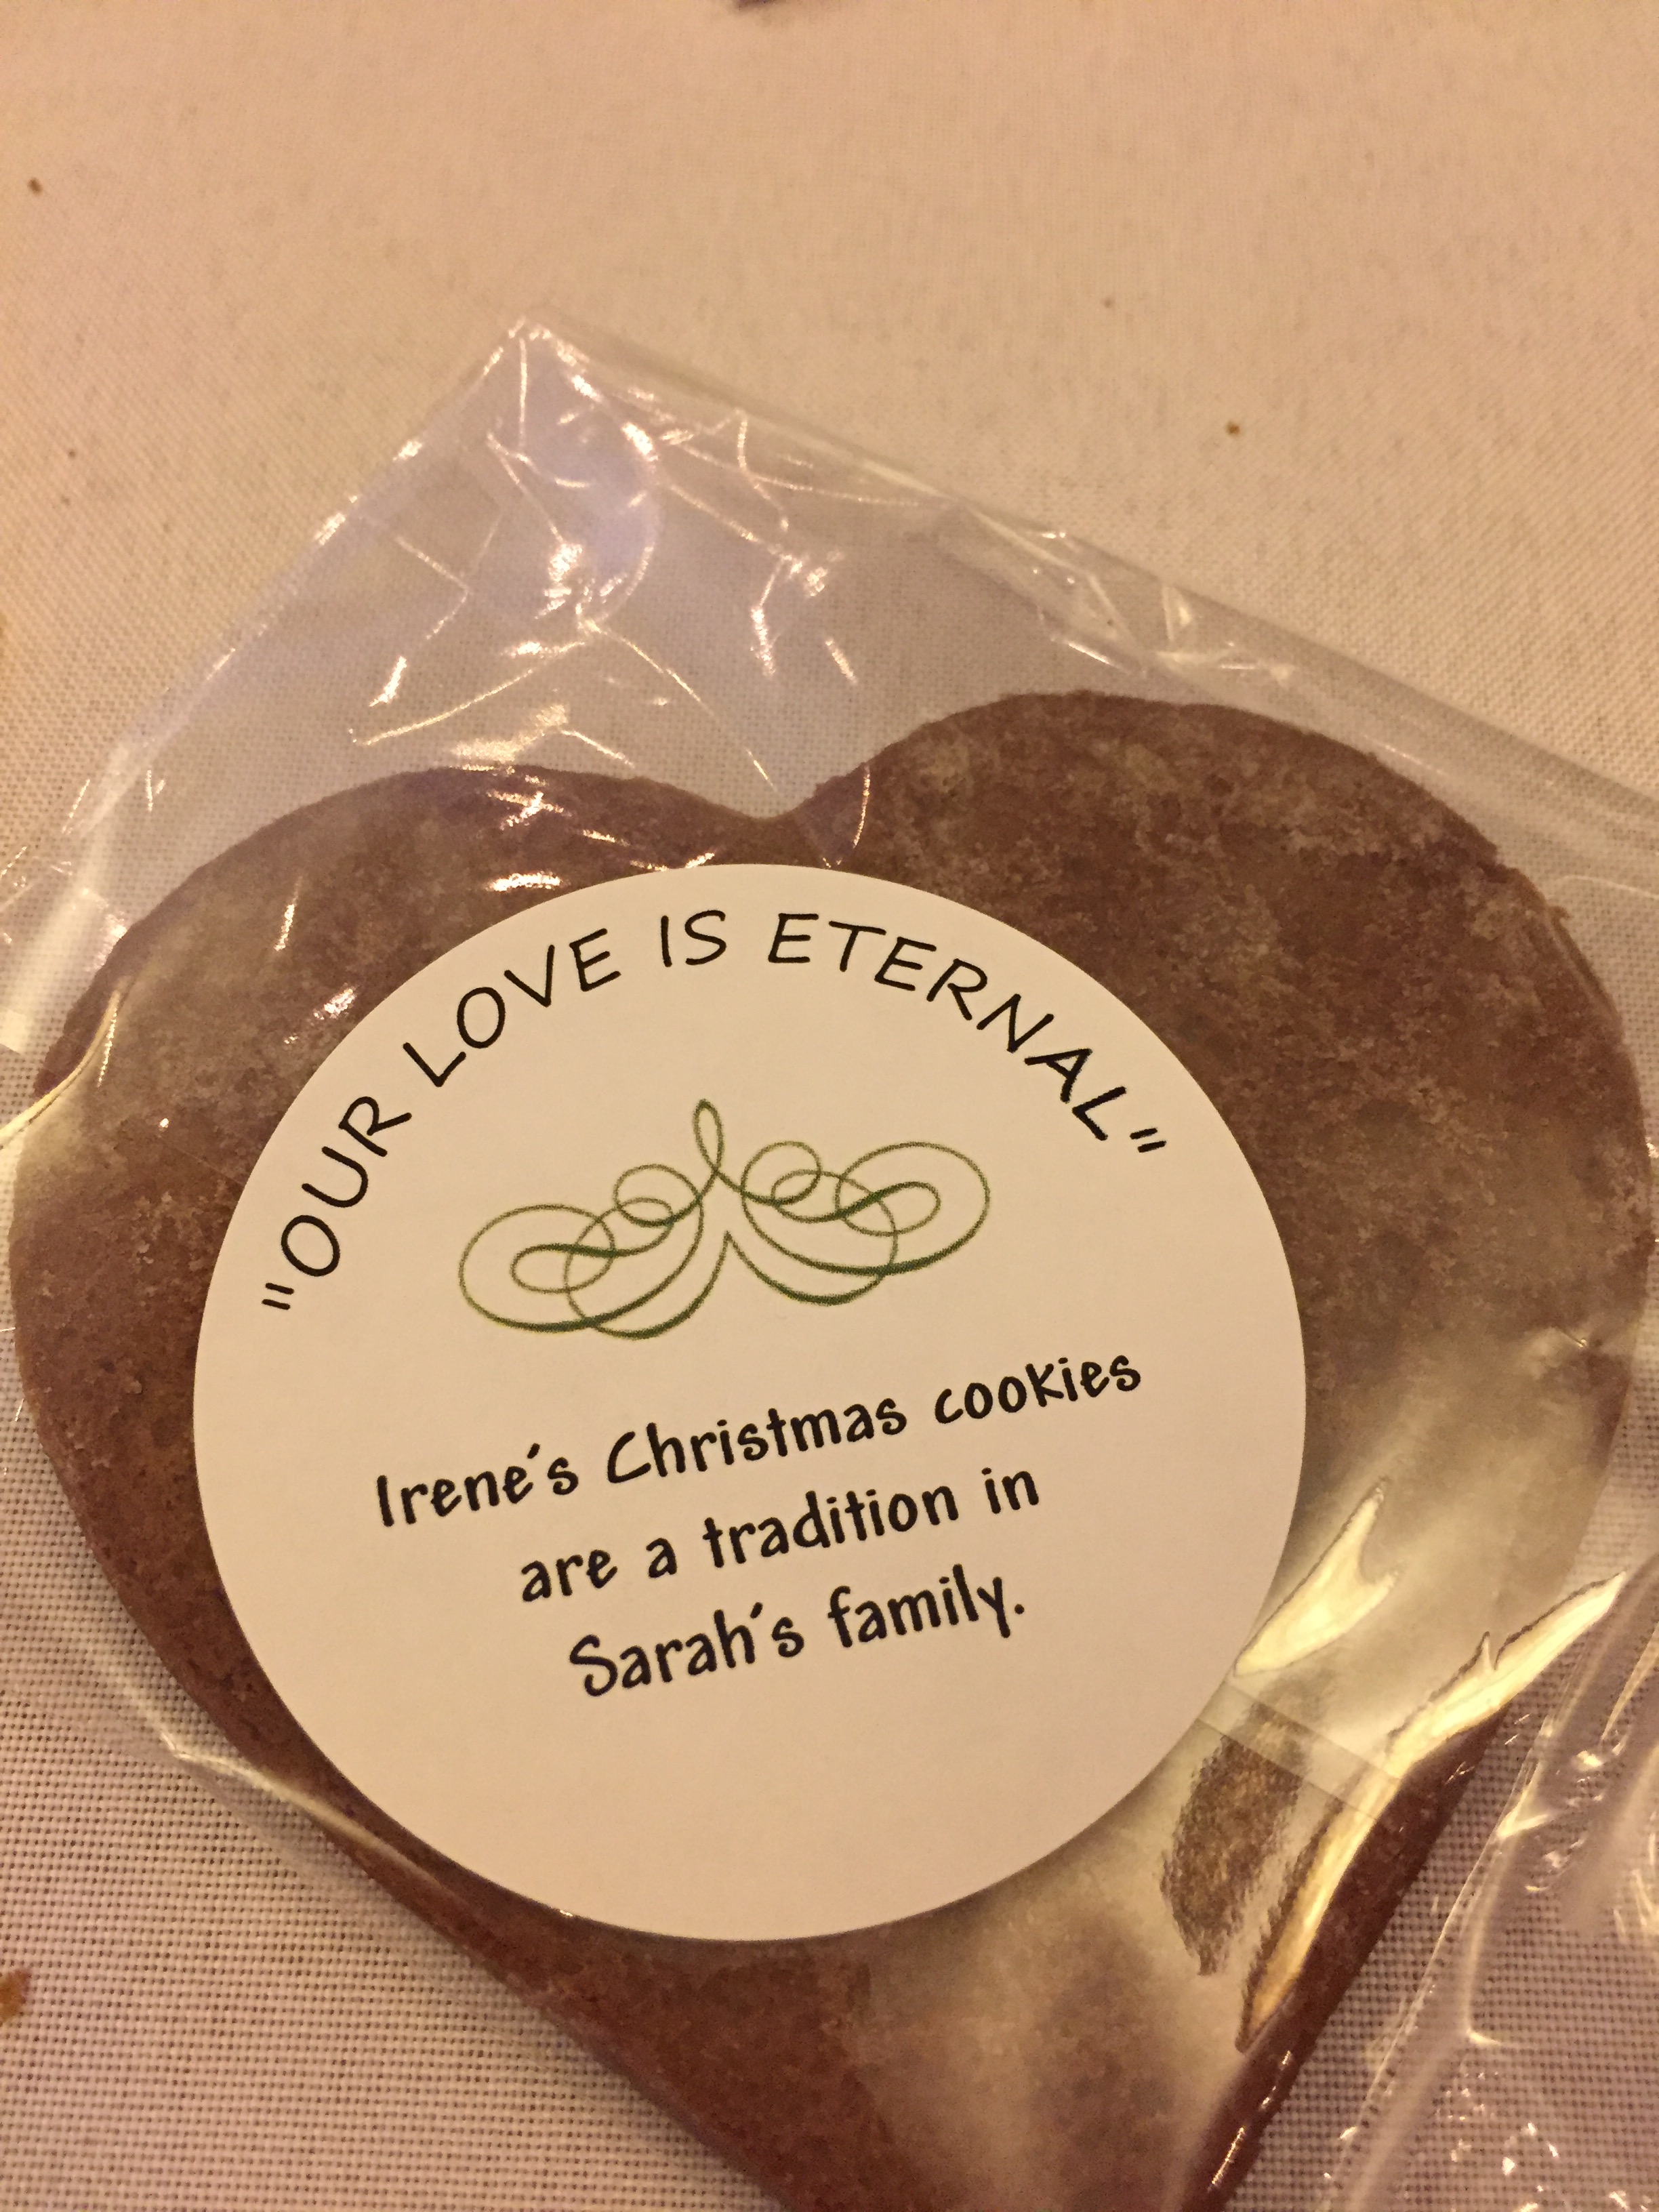 "OUR LOVE IS ETERNAL"
Irene's Christmas cookies
are a tradition in
Sarah's family.